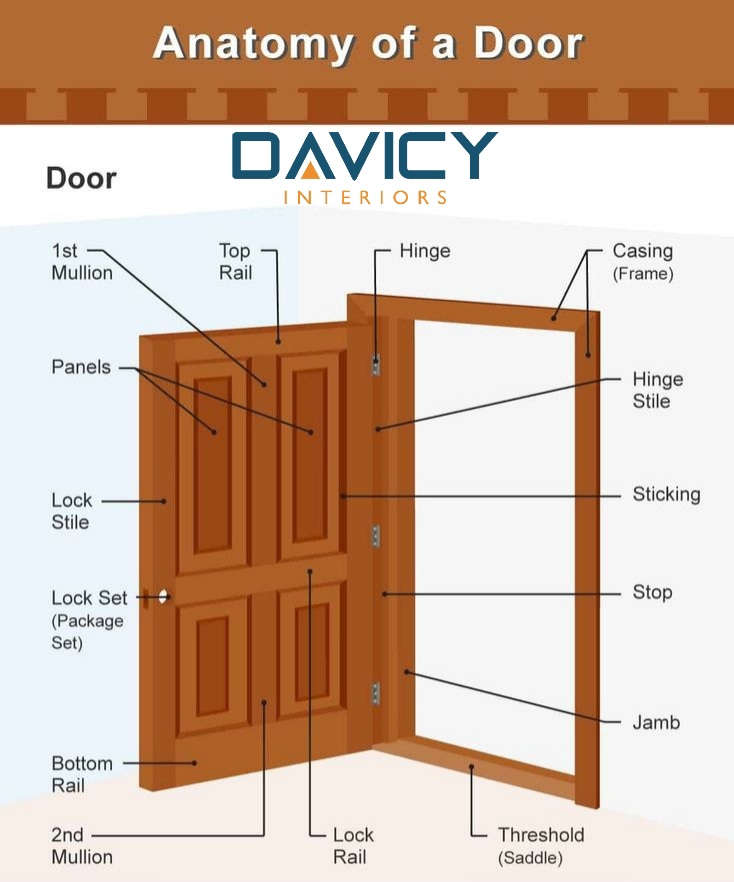 Anatomy of a Door
DAVICY
INTERIORS
Door
1st
Mullion
Top
Rail
Hinge
Casing
(Frame)
Panels
Hinge
Stile
Lock
Stile
Sticking
Lock Set
(Package
Set)
Stop
Jamb
Bottom
Rail
2nd
Mullion
Lock
Rail
Threshold
(Saddle)